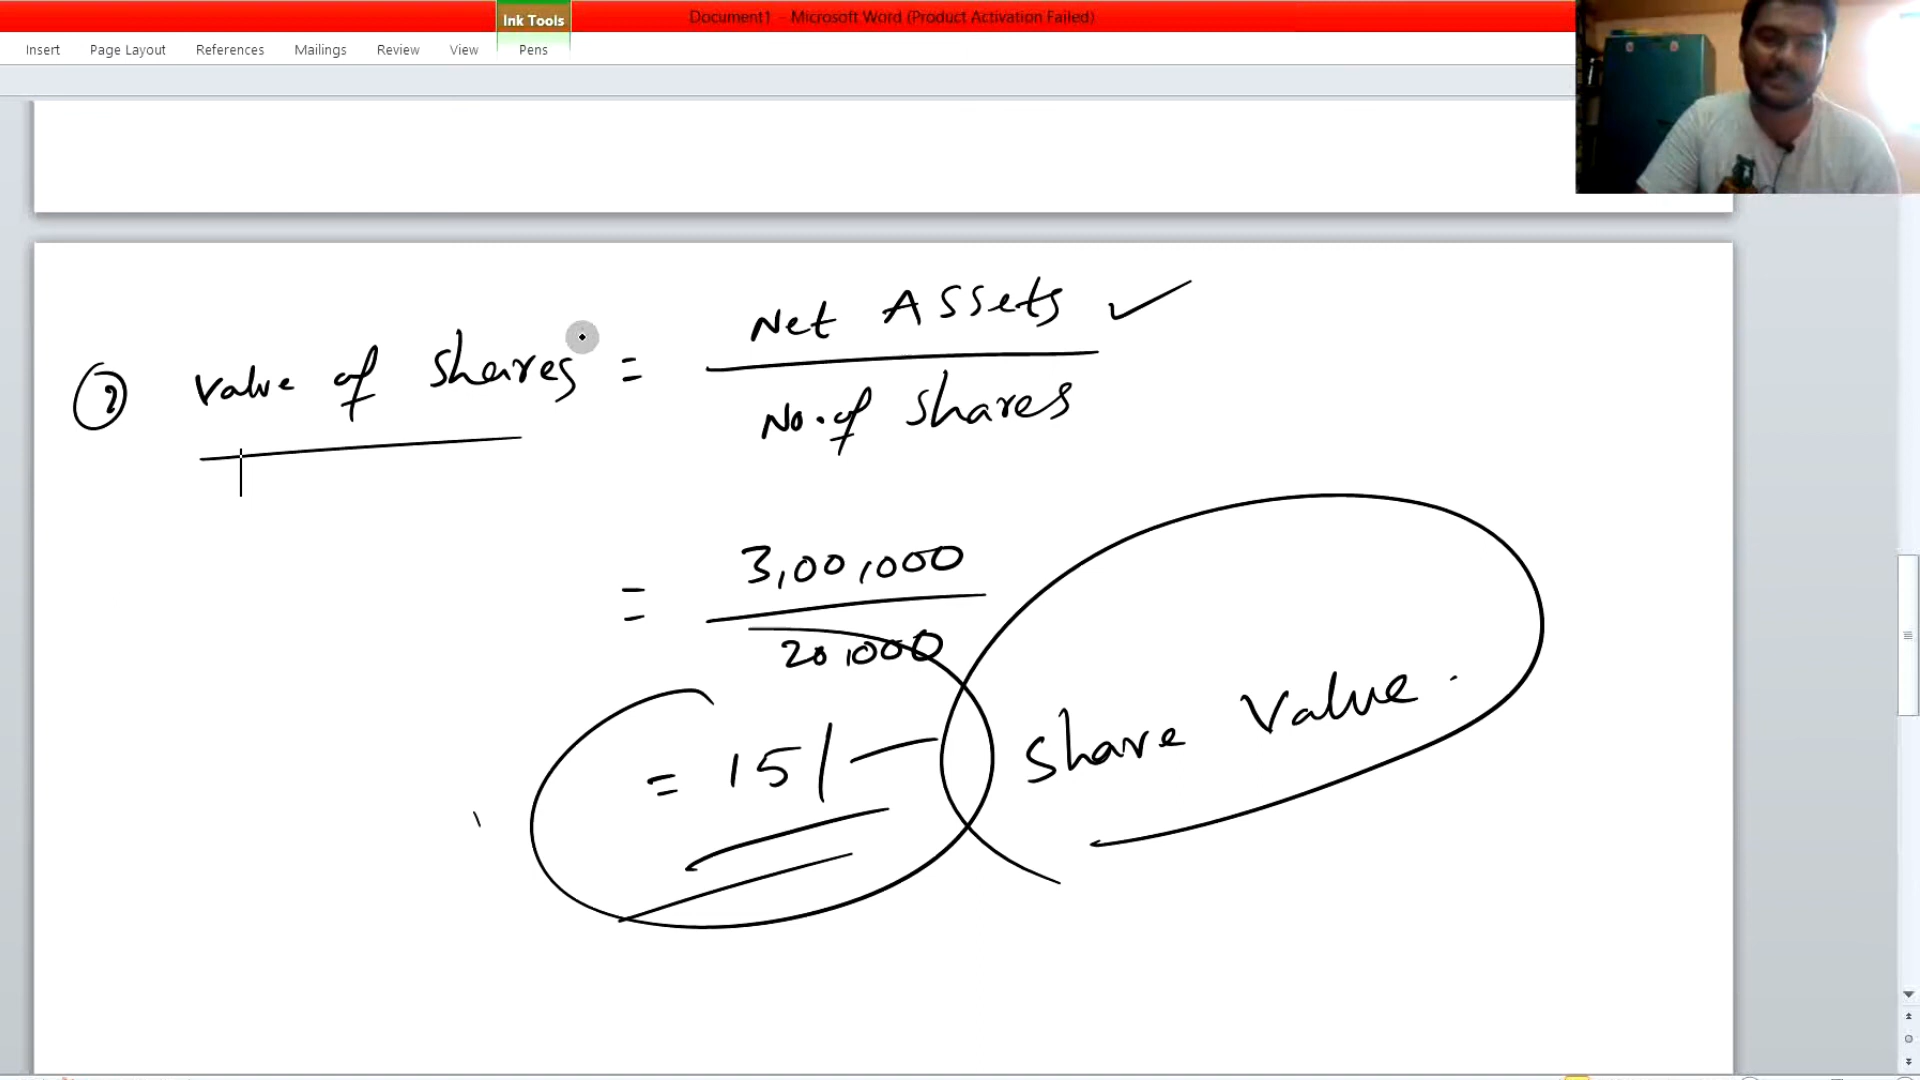 Ink Tools
Document1 - Microsoft Word (Product Activation Failed)
Insert Page Layout References Mailings Review View Pens
② Value of shares = Net Assets ✓
No. of shares
= 3,00,000
20,000
= 15/—
Share Value.